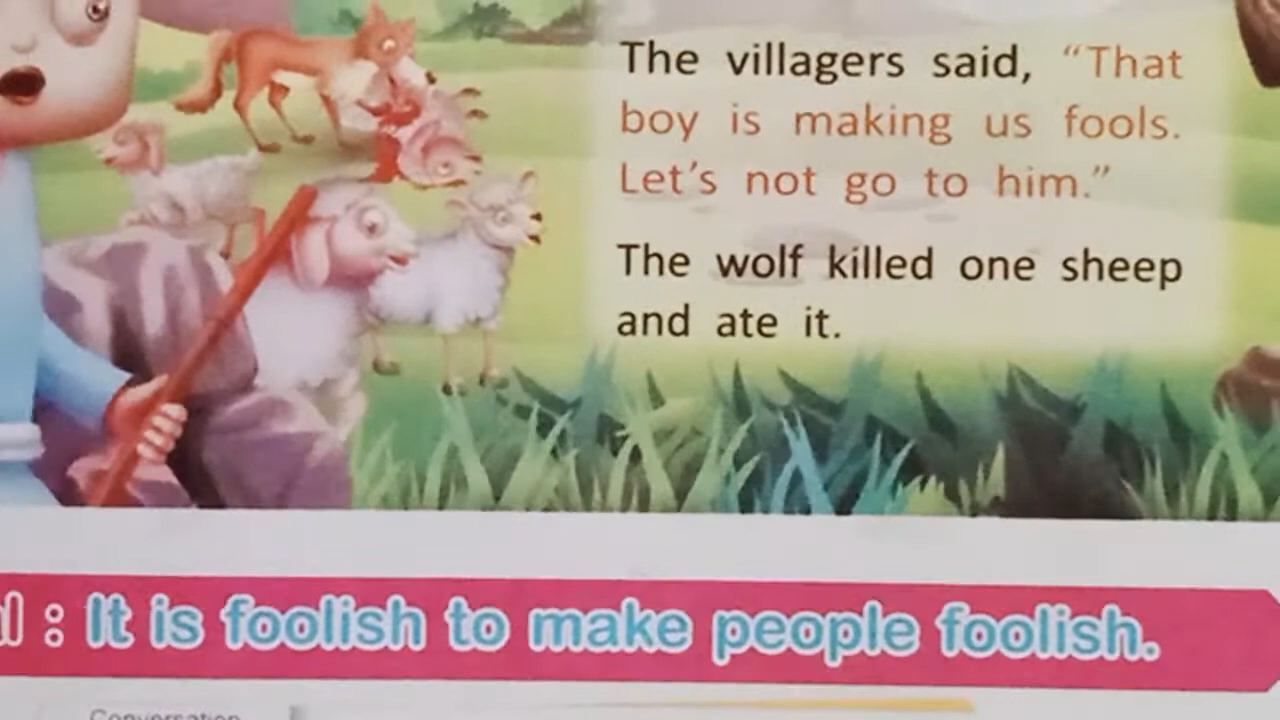 The villagers said, “That
boy is making us fools.
Let’s not go to him.”
The wolf killed one sheep
and ate it.
: It is foolish to make people foolish.
Conversation